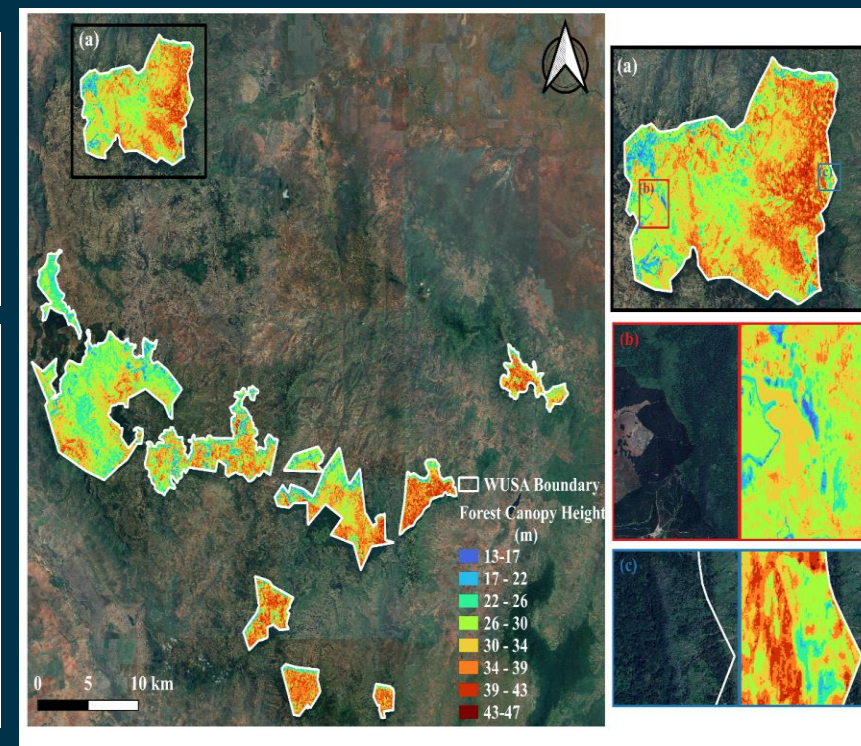 (a)
WUSA Boundary
Forest Canopy Height
(m)
13-17
17 - 22
22 - 26
26 - 30
30 - 34
34 - 39
39 - 43
43-47
0 5 10 km
(a)
b)
c)
(b)
(c)